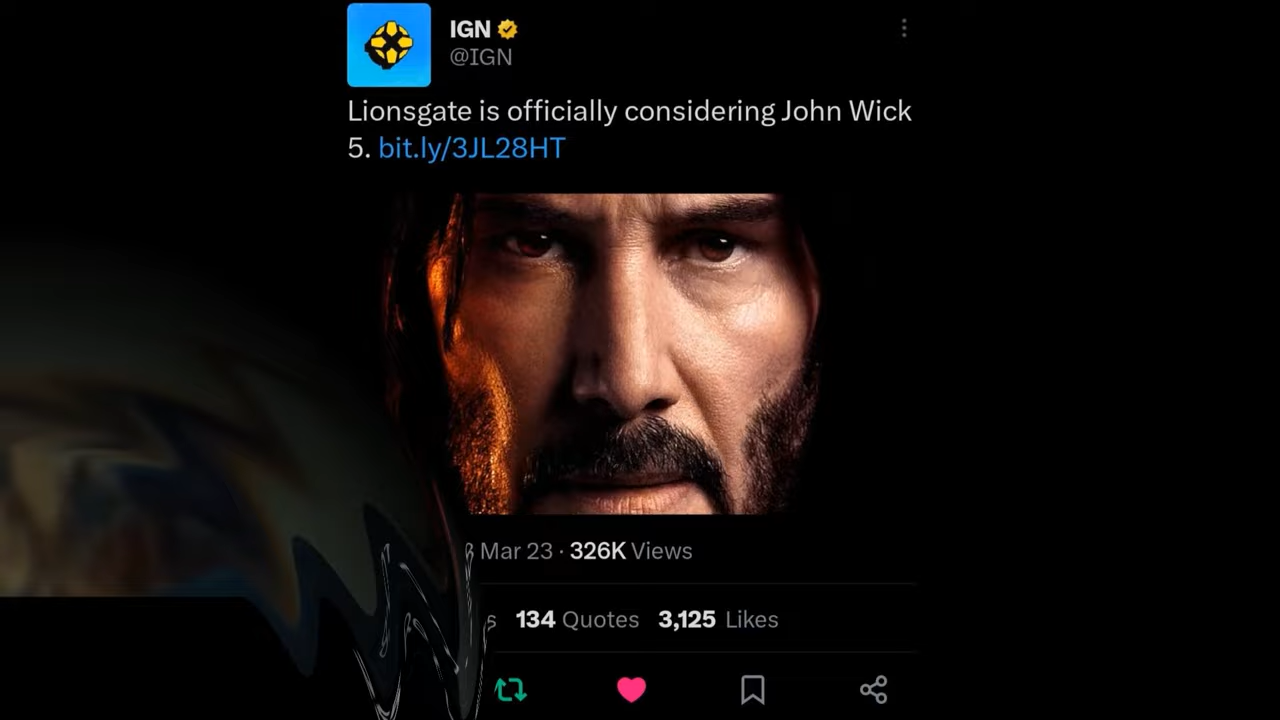 IGN
@IGN
Lionsgate is officially considering John Wick
5. bit.ly/3JL28HT
Mar 23 · 326K Views
134 Quotes 3,125 Likes